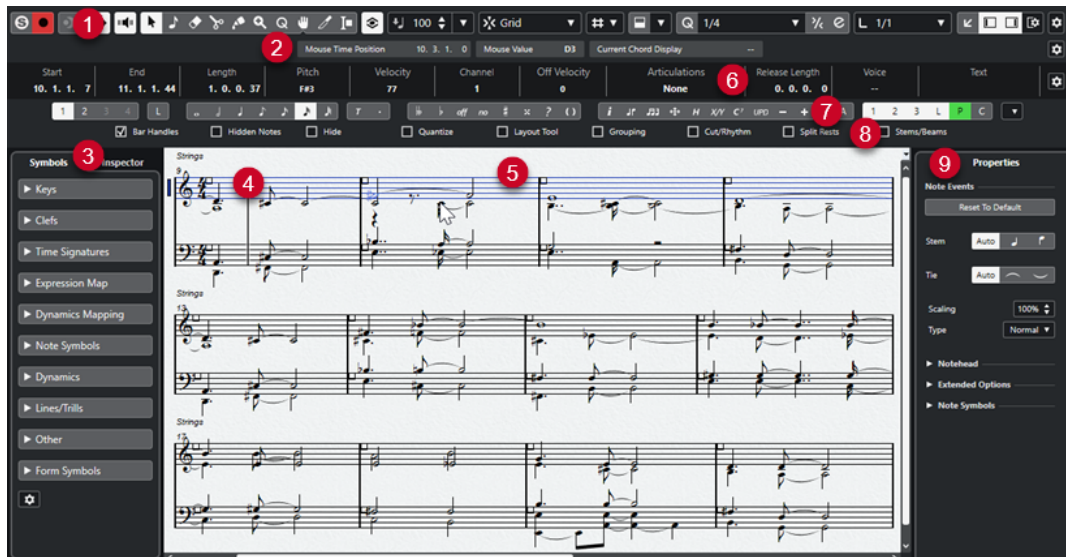 S 1 100 Grid Q 1/4 L 1/1
2 Mouse Time Position 10. 3. 1. 0 Mouse Value D3 Current Chord Display --
Start End Length Pitch Velocity Channel Off Velocity Articulations 6 Release Length Voice Text
10. 1. 1. 7 11. 1. 1. 44 1. 0. 0. 37 F#3 77 1 0 None 0. 0. 0. 0 --
1 2 3 4 L T . off no # x ? ( ) i H X/Y C7 UPD − + 7 A 1 2 3 L P C
Bar Handles Hidden Notes Hide Quantize Layout Tool Grouping Cut/Rhythm Split Rests 8 Stems/Beams
Symbols 3 Inspector
Keys
Clefs
Time Signatures
Expression Map
Dynamics Mapping
Note Symbols
Dynamics
Lines/Trills
Other
Form Symbols
Strings
9
4 5
Strings
13
Strings
17
9 Properties
Note Events
Reset To Default
Stem Auto
Tie Auto
Scaling 100%
Type Normal
Notehead
Extended Options
Note Symbols